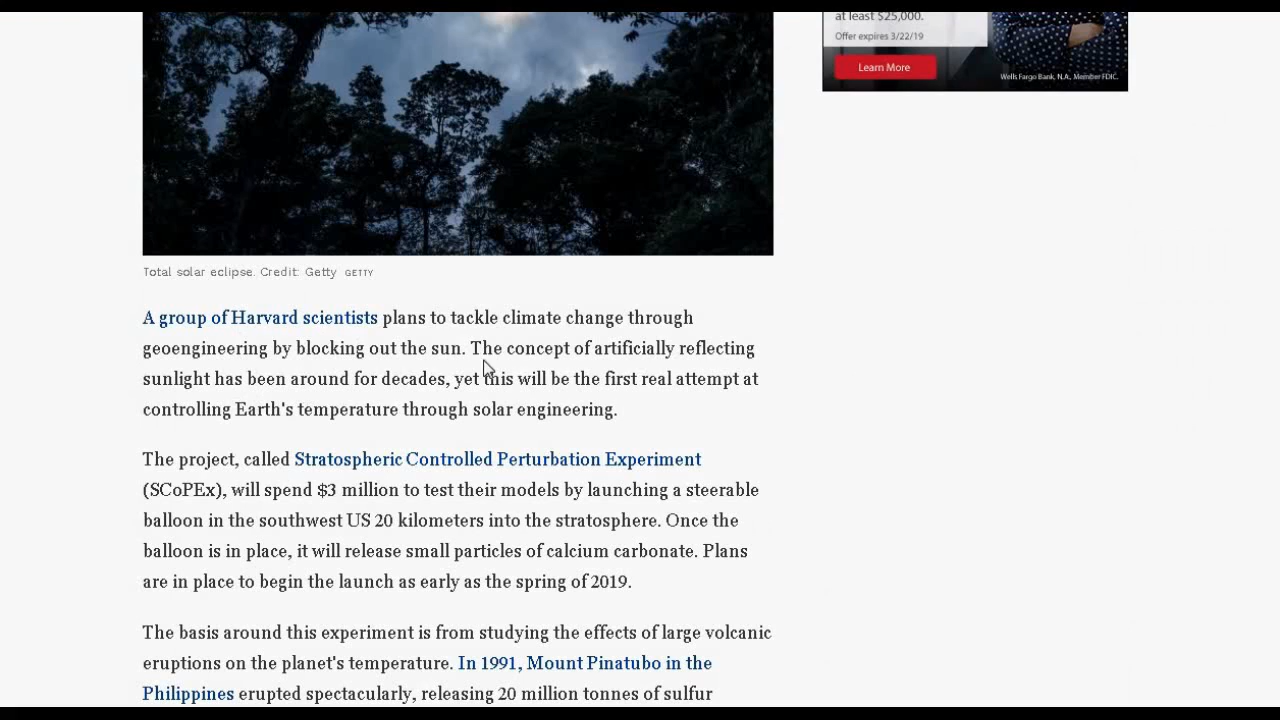 at least $25,000.
Offer expires 3/22/19
Learn More
Wells Fargo Bank, N.A. Member FDIC.
Total solar eclipse. Credit: Getty GETTY
A group of Harvard scientists plans to tackle climate change through
geoengineering by blocking out the sun. The concept of artificially reflecting
sunlight has been around for decades, yet this will be the first real attempt at
controlling Earth's temperature through solar engineering.
The project, called Stratospheric Controlled Perturbation Experiment
(SCoPEx), will spend $3 million to test their models by launching a steerable
balloon in the southwest US 20 kilometers into the stratosphere. Once the
balloon is in place, it will release small particles of calcium carbonate. Plans
are in place to begin the launch as early as the spring of 2019.
The basis around this experiment is from studying the effects of large volcanic
eruptions on the planet's temperature. In 1991, Mount Pinatubo in the
Philippines erupted spectacularly, releasing 20 million tonnes of sulfur